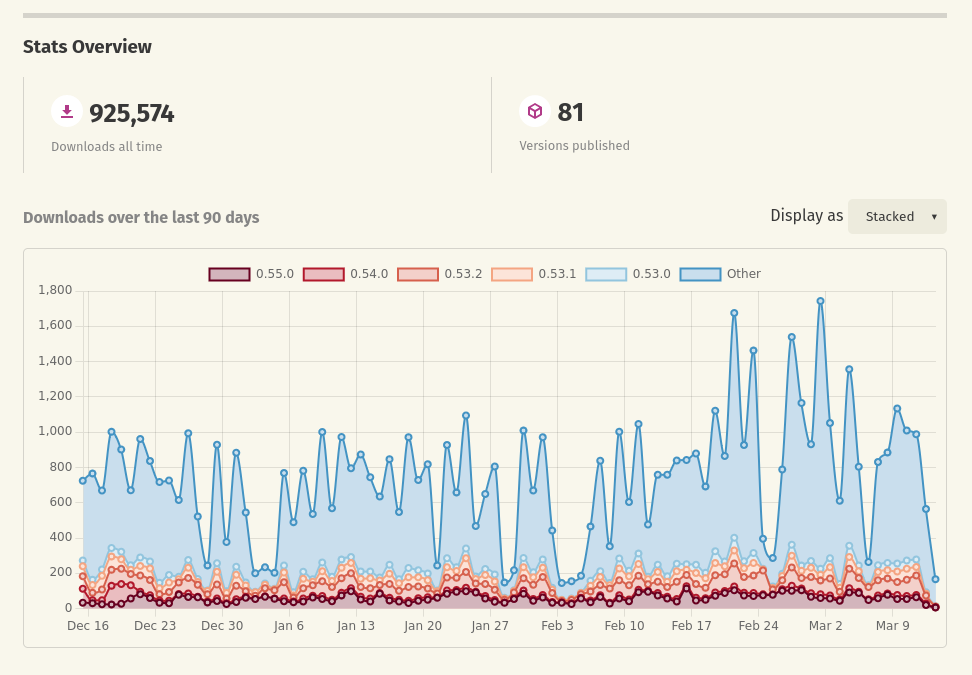 Stats Overview
925,574
Downloads all time
81
Versions published
Downloads over the last 90 days
Display as Stacked
0.55.0 0.54.0 0.53.2 0.53.1 0.53.0 Other
1,800
1,600
1,400
1,200
1,000
800
600
400
200
0
Dec 16 Dec 23 Dec 30 Jan 6 Jan 13 Jan 20 Jan 27 Feb 3 Feb 10 Feb 17 Feb 24 Mar 2 Mar 9